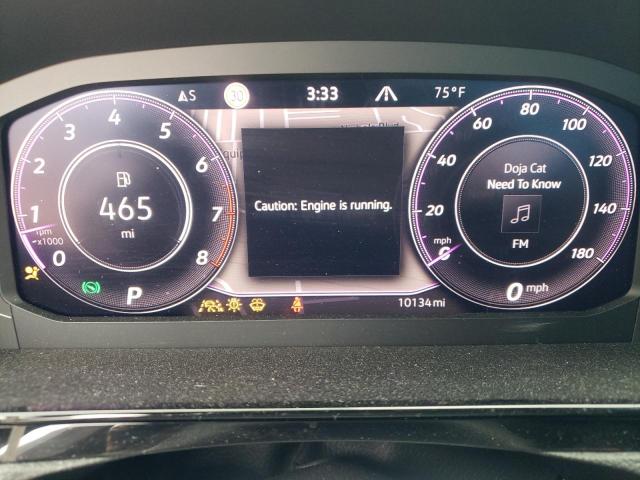 S 30 3:33 75°F
3 4 5
2 6
1 7
0 8
rpm
x1000
465
mi
P
Caution: Engine is running.
60 80 100
40 120
20 140
mph 180
Doja Cat
Need To Know
FM
0 mph
10134 mi